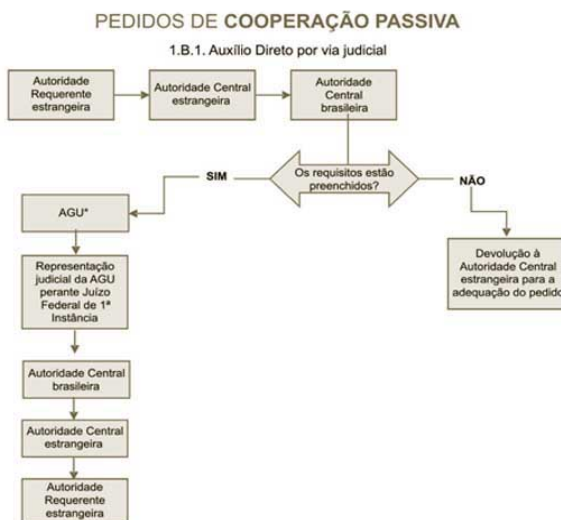 PEDIDOS DE COOPERAÇÃO PASSIVA
1.B.1. Auxílio Direto por via judicial
Autoridade
Requerente
estrangeira
Autoridade Central
estrangeira
Autoridade
Central
brasileira
Os requisitos estão
preenchidos?
SIM
NÃO
AGU*
Devolução à
Autoridade Central
estrangeira para a
adequação do pedido
Representação
judicial da AGU
perante Juízo
Federal de 1ª
Instância
Autoridade Central
brasileira
Autoridade Central
estrangeira
Autoridade
Requerente
estrangeira